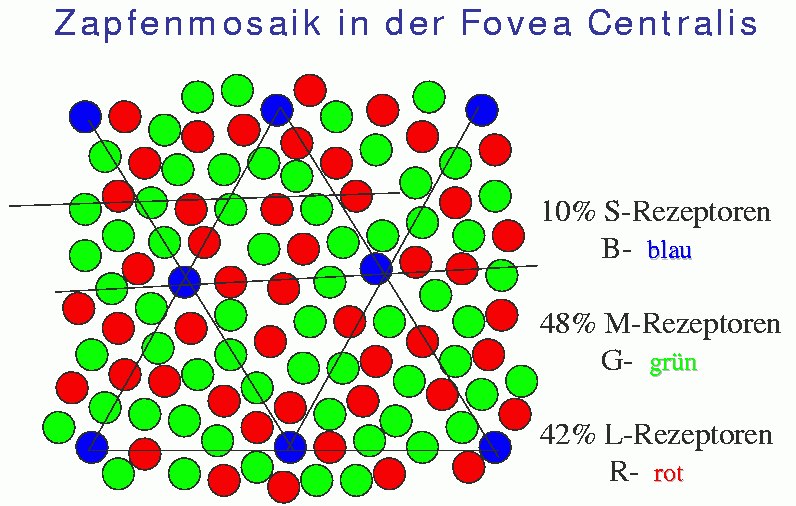 Zapfenmosaik in der Fovea Centralis
10% S-Rezeptoren
B- blau
48% M-Rezeptoren
G- grün
42% L-Rezeptoren
R- rot